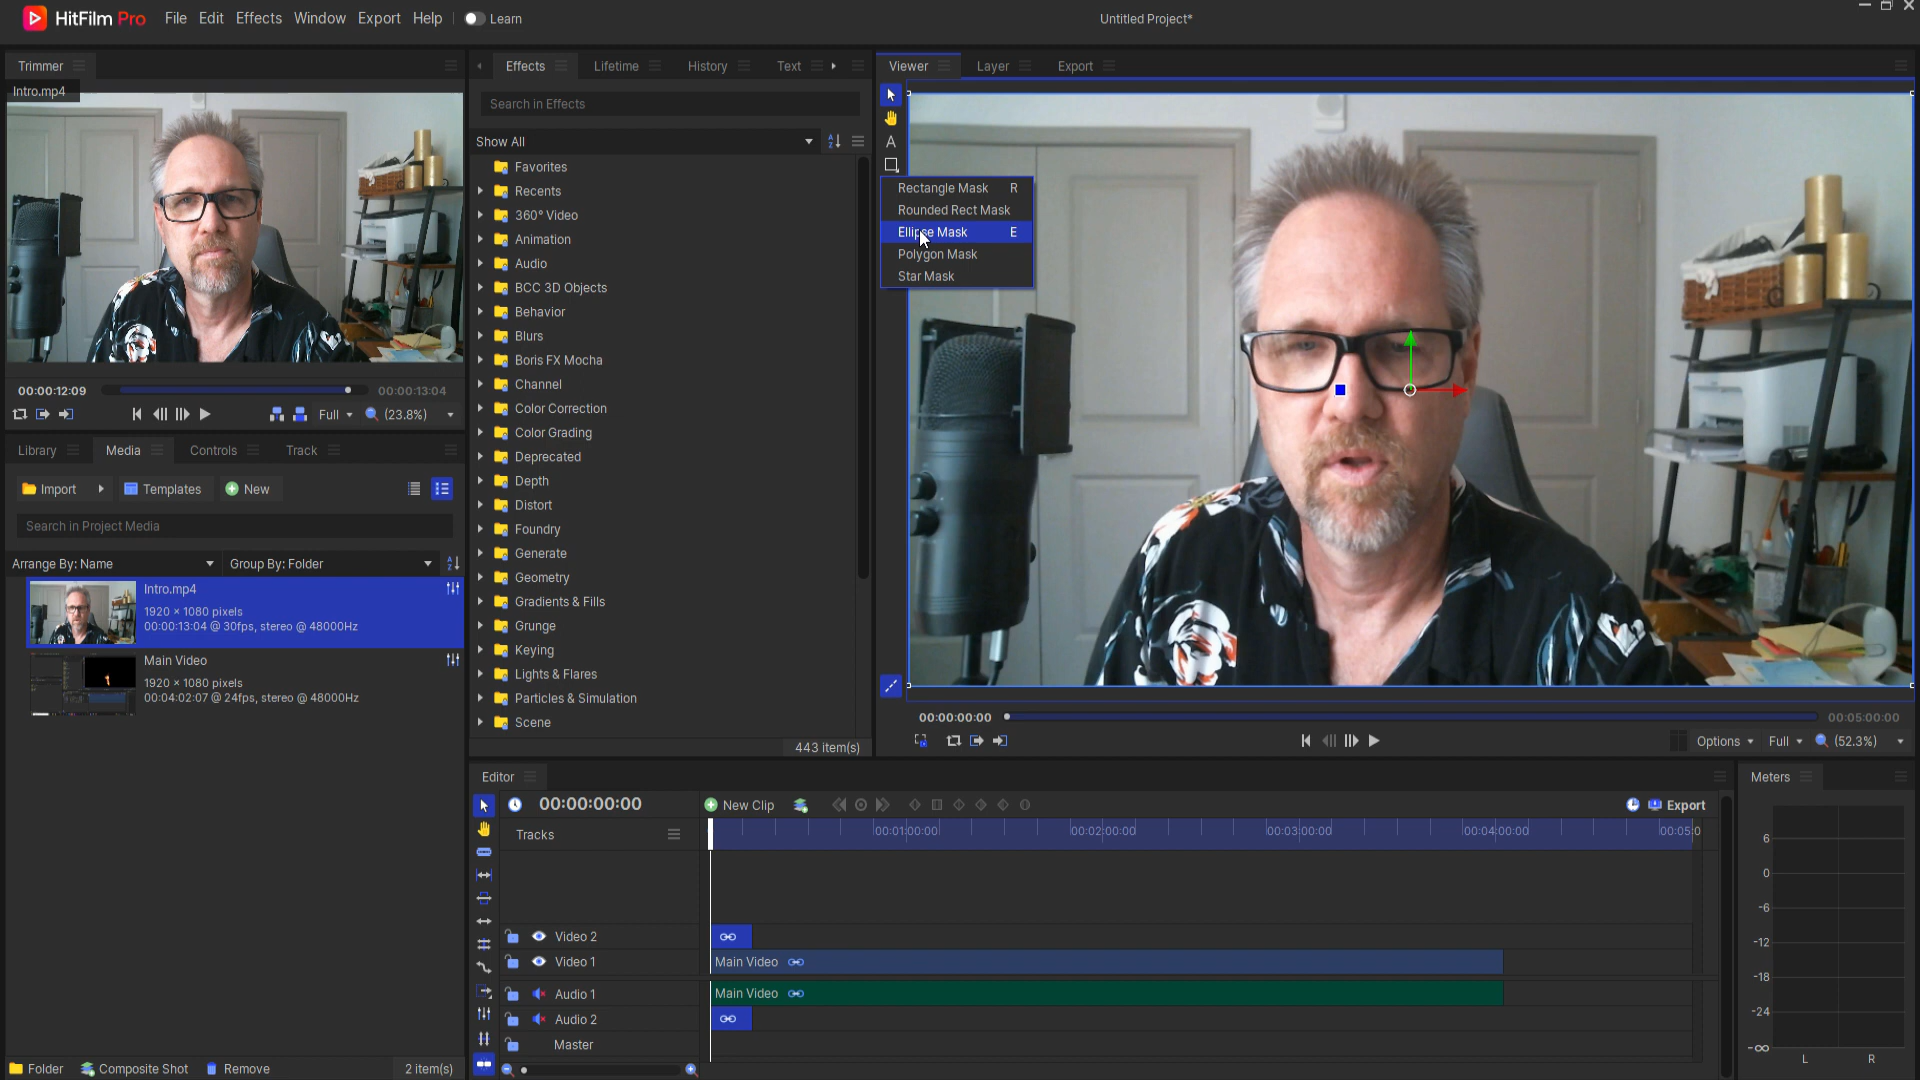 HitFilm Pro File Edit Effects Window Export Help Learn Untitled Project*
Trimmer
Intro.mp4
00:00:12:09 00:00:13:04
Full (23.8%)
Library Media Controls Track
Import Templates New
Search in Project Media
Arrange By: Name Group By: Folder
Intro.mp4
1920 × 1080 pixels
00:00:13:04 @ 30fps, stereo @ 48000Hz
Main Video
1920 × 1080 pixels
00:04:02:07 @ 24fps, stereo @ 48000Hz
Folder Composite Shot Remove 2 item(s)
Effects Lifetime History Text
Search in Effects
Show All
Favorites
Recents
360° Video
Animation
Audio
BCC 3D Objects
Behavior
Blurs
Boris FX Mocha
Channel
Color Correction
Color Grading
Deprecated
Depth
Distort
Foundry
Generate
Geometry
Gradients & Fills
Grunge
Keying
Lights & Flares
Particles & Simulation
Scene
443 item(s)
Viewer Layer Export
A
Rectangle Mask R
Rounded Rect Mask
Ellipse Mask E
Polygon Mask
Star Mask
00:00:00:00 00:05:00:00
Options Full (52.3%)
Editor
00:00:00:00 New Clip Export
Tracks 00:01:00:00 00:02:00:00 00:03:00:00 00:04:00:00 00:05:0
Video 2
Video 1 Main Video
Audio 1 Main Video
Audio 2
Master
Meters
6
0
-6
-12
-18
-24
-∞
L R